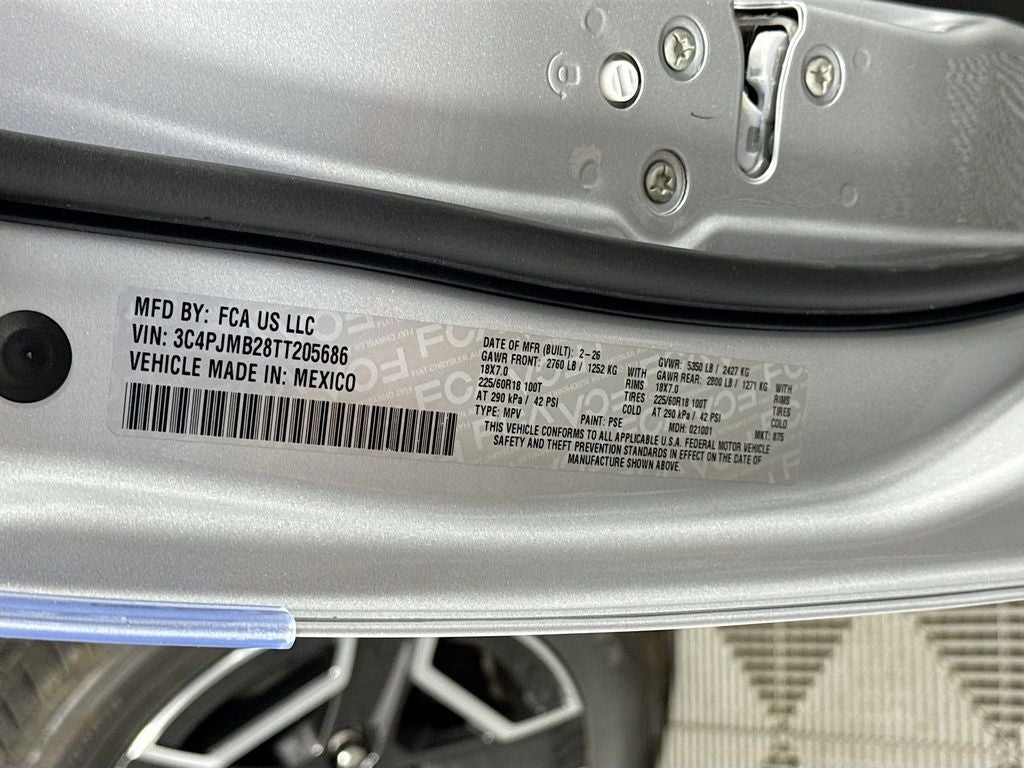 MFD BY: FCA US LLC
VIN: 3C4PJMB28TT205686
VEHICLE MADE IN: MEXICO
DATE OF MFR (BUILT): 2-26 GVWR: 5350 LB / 2427 KG
GAWR FRONT: 2760 LB / 1252 KG WITH GAWR REAR: 2800 LB / 1271 KG WITH
18X7.0 RIMS 18X7.0 RIMS
225/60R18 100T TIRES 225/60R18 100T TIRES
AT 290 kPa / 42 PSI COLD AT 290 kPa / 42 PSI COLD
TYPE: MPV PAINT: PSE MDH: 021001 MKT: 875
THIS VEHICLE CONFORMS TO ALL APPLICABLE U.S.A. FEDERAL MOTOR VEHICLE
SAFETY AND THEFT PREVENTION STANDARDS IN EFFECT ON THE DATE OF
MANUFACTURE SHOWN ABOVE.